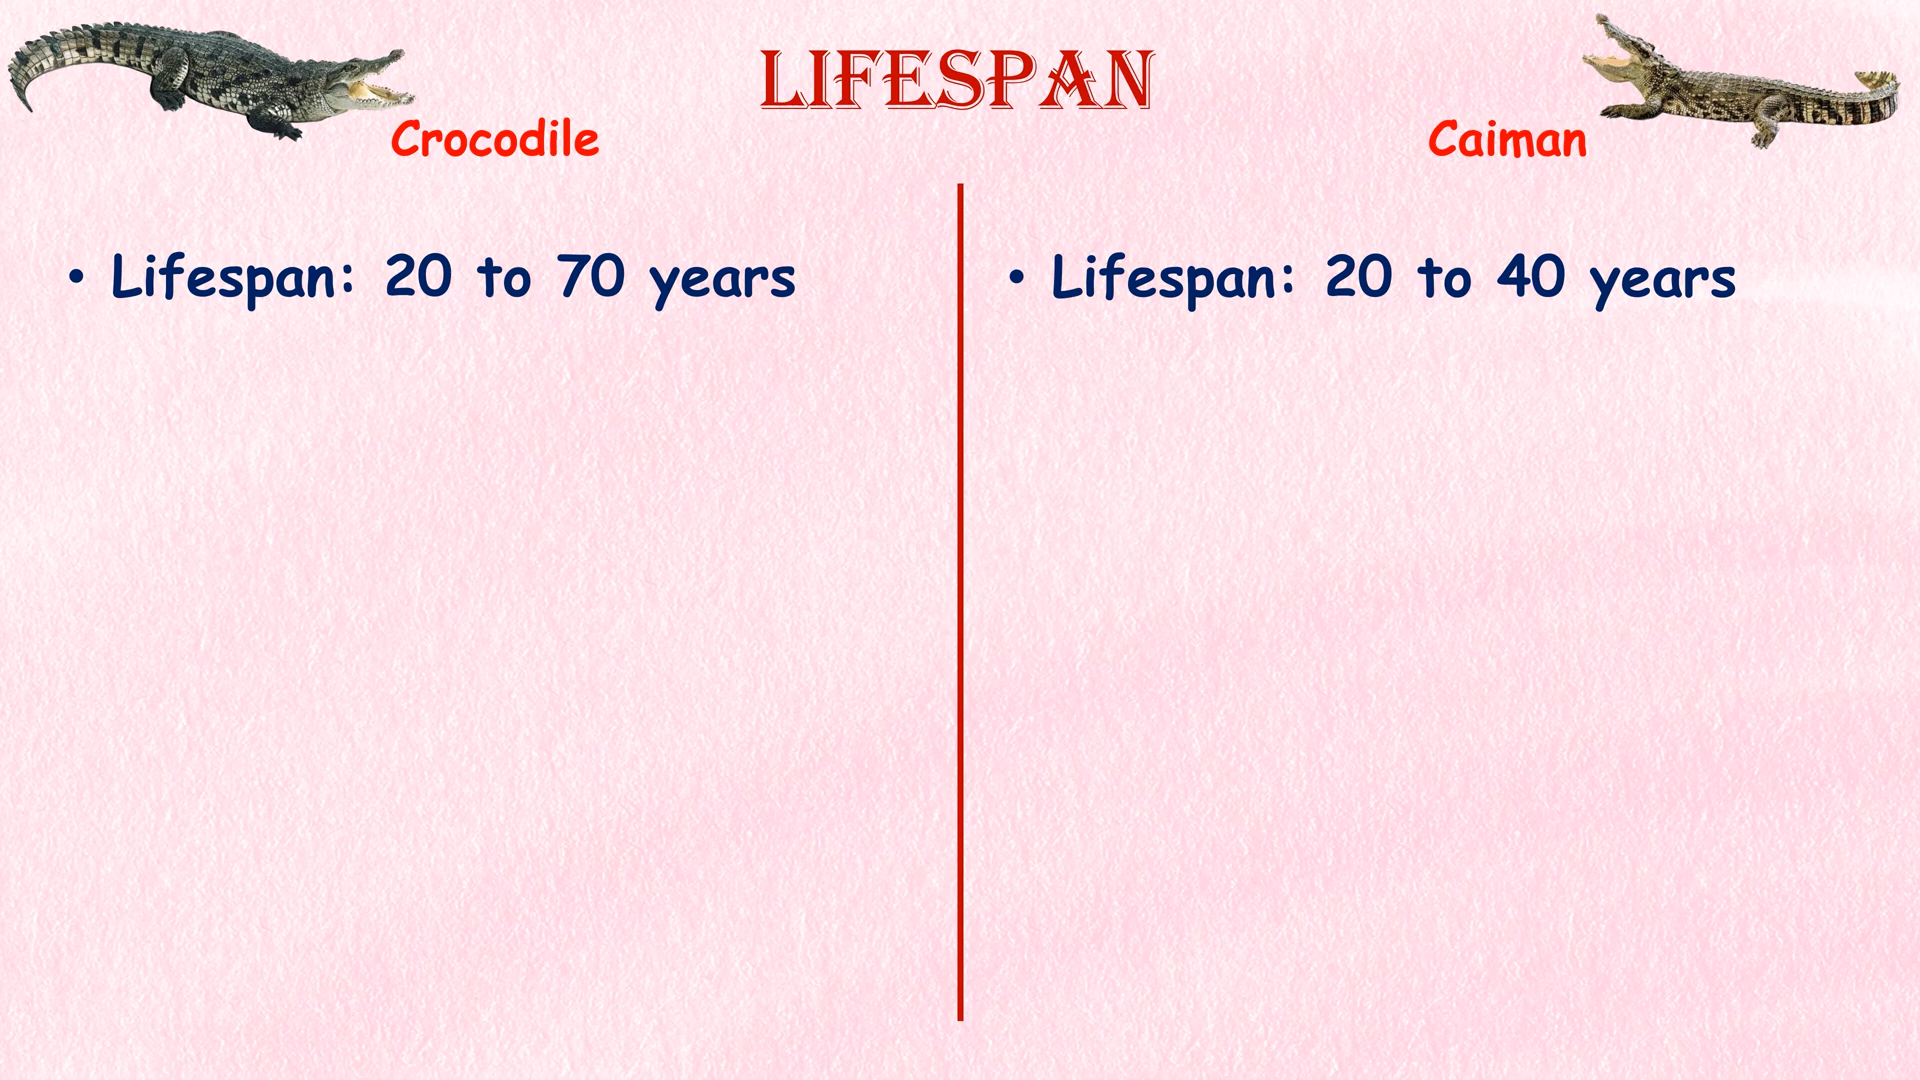 LIFESPAN
Crocodile
Caiman
• Lifespan: 20 to 70 years
• Lifespan: 20 to 40 years